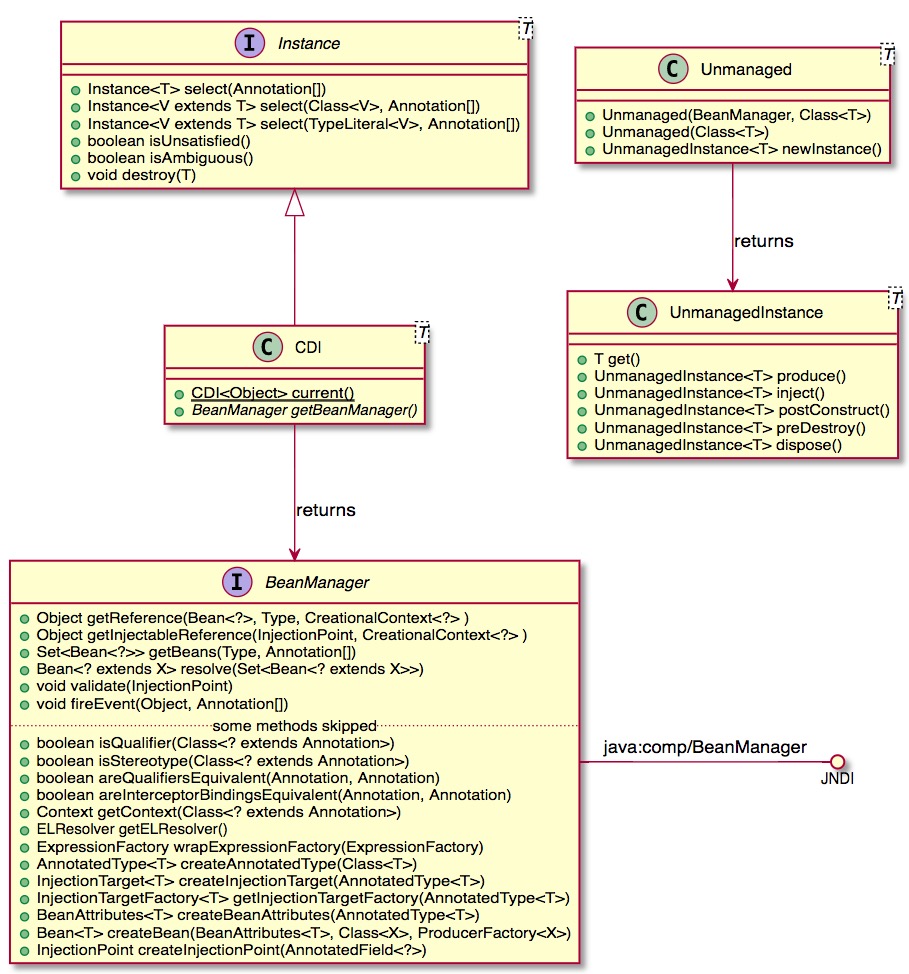 I Instance T
Instance<T> select(Annotation[])
Instance<V extends T> select(Class<V>, Annotation[])
Instance<V extends T> select(TypeLiteral<V>, Annotation[])
boolean isUnsatisfied()
boolean isAmbiguous()
void destroy(T)
C Unmanaged T
Unmanaged(BeanManager, Class<T>)
Unmanaged(Class<T>)
UnmanagedInstance<T> newInstance()
returns
C UnmanagedInstance T
T get()
UnmanagedInstance<T> produce()
UnmanagedInstance<T> inject()
UnmanagedInstance<T> postConstruct()
UnmanagedInstance<T> preDestroy()
UnmanagedInstance<T> dispose()
C CDI T
CDI<Object> current()
BeanManager getBeanManager()
returns
I BeanManager
Object getReference(Bean<?>, Type, CreationalContext<?> )
Object getInjectableReference(InjectionPoint, CreationalContext<?> )
Set<Bean<?>> getBeans(Type, Annotation[])
Bean<? extends X> resolve(Set<Bean<? extends X>>)
void validate(InjectionPoint)
void fireEvent(Object, Annotation[])
some methods skipped
boolean isQualifier(Class<? extends Annotation>)
boolean isStereotype(Class<? extends Annotation>)
boolean areQualifiersEquivalent(Annotation, Annotation)
boolean areInterceptorBindingsEquivalent(Annotation, Annotation)
Context getContext(Class<? extends Annotation>)
ELResolver getELResolver()
ExpressionFactory wrapExpressionFactory(ExpressionFactory)
AnnotatedType<T> createAnnotatedType(Class<T>)
InjectionTarget<T> createInjectionTarget(AnnotatedType<T>)
InjectionTargetFactory<T> getInjectionTargetFactory(AnnotatedType<T>)
BeanAttributes<T> createBeanAttributes(AnnotatedType<T>)
Bean<T> createBean(BeanAttributes<T>, Class<X>, ProducerFactory<X>)
InjectionPoint createInjectionPoint(AnnotatedField<?>)
java:comp/BeanManager
JNDI